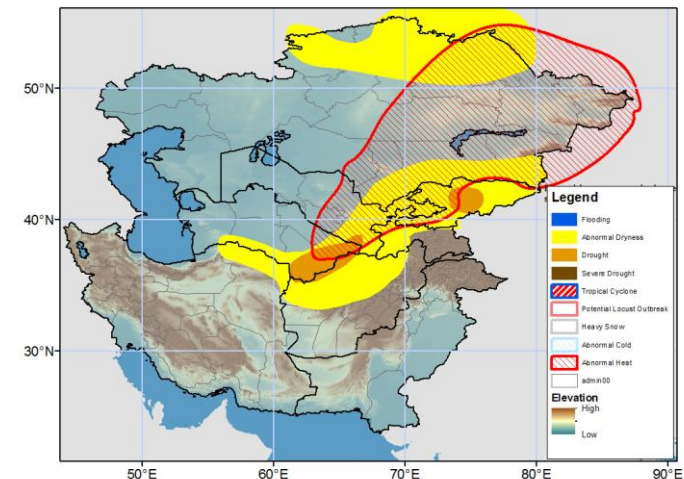 50°N
40°N
30°N
Legend
Flooding
Abnormal Dryness
Drought
Severe Drought
Tropical Cyclone
Potential Locust Outbreak
Heavy Snow
Abnormal Cold
Abnormal Heat
admin00
Elevation
High
Low
50°E
60°E
70°E
80°E
90°E